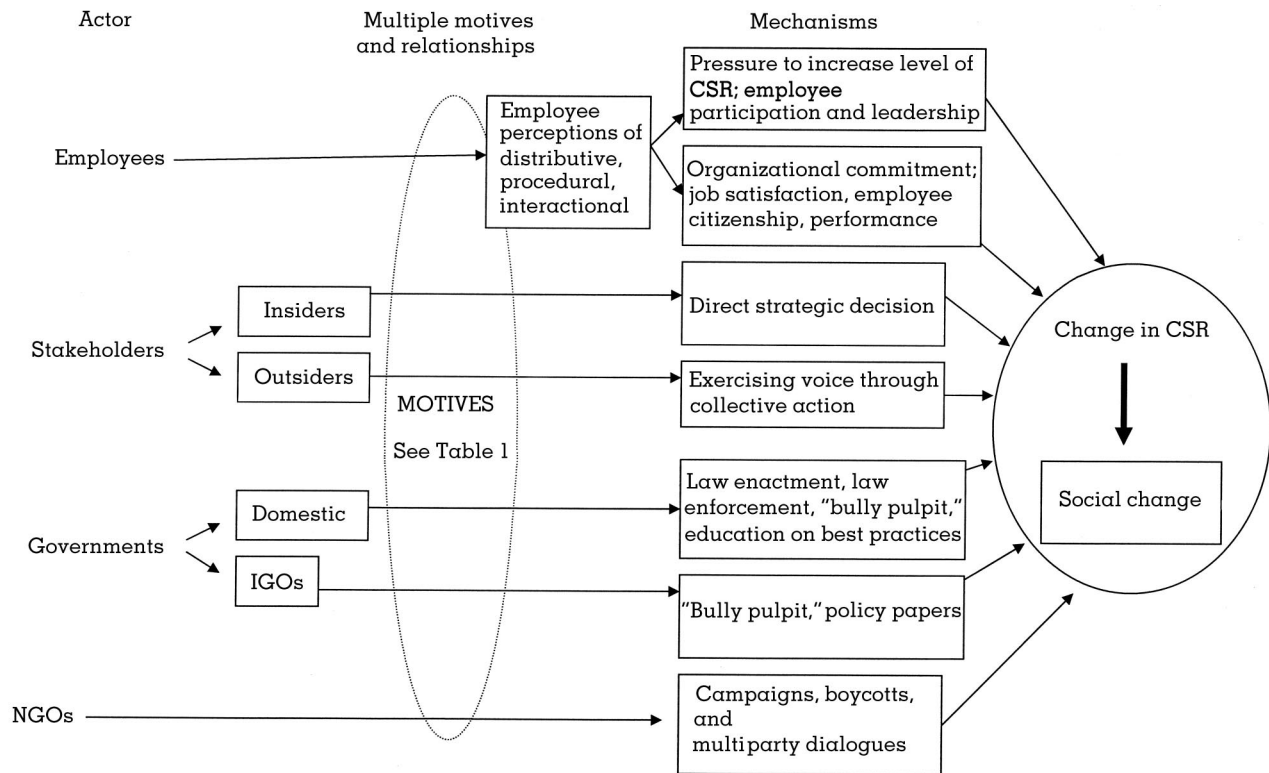 Actor
Multiple motives
and relationships
Mechanisms
Employees
Employee
perceptions of
distributive,
procedural,
interactional
Pressure to increase level of
CSR; employee
participation and leadership
Organizational commitment;
job satisfaction, employee
citizenship, performance
Stakeholders
Insiders
Outsiders
Direct strategic decision
Exercising voice through
collective action
MOTIVES
See Table 1
Governments
Domestic
IGOs
Law enactment, law
enforcement, "bully pulpit,"
education on best practices
"Bully pulpit," policy papers
NGOs
Campaigns, boycotts,
and
multiparty dialogues
Change in CSR
Social change